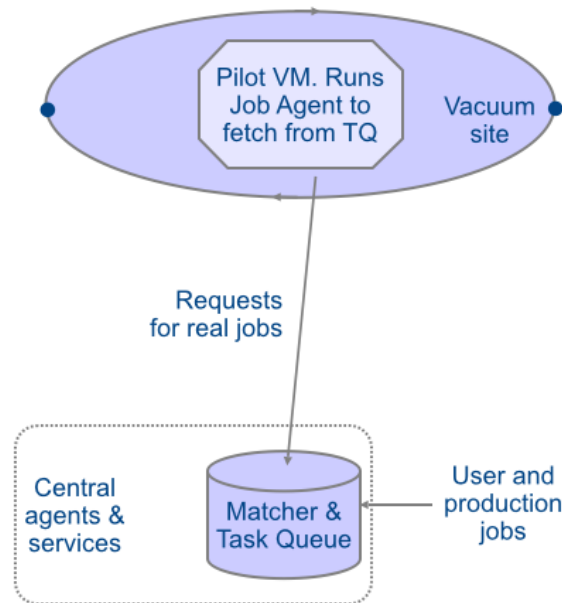 Pilot VM. Runs
Job Agent to
fetch from TQ
Vacuum
site
Requests
for real jobs
Central
agents &
services
Matcher &
Task Queue
User and
production
jobs